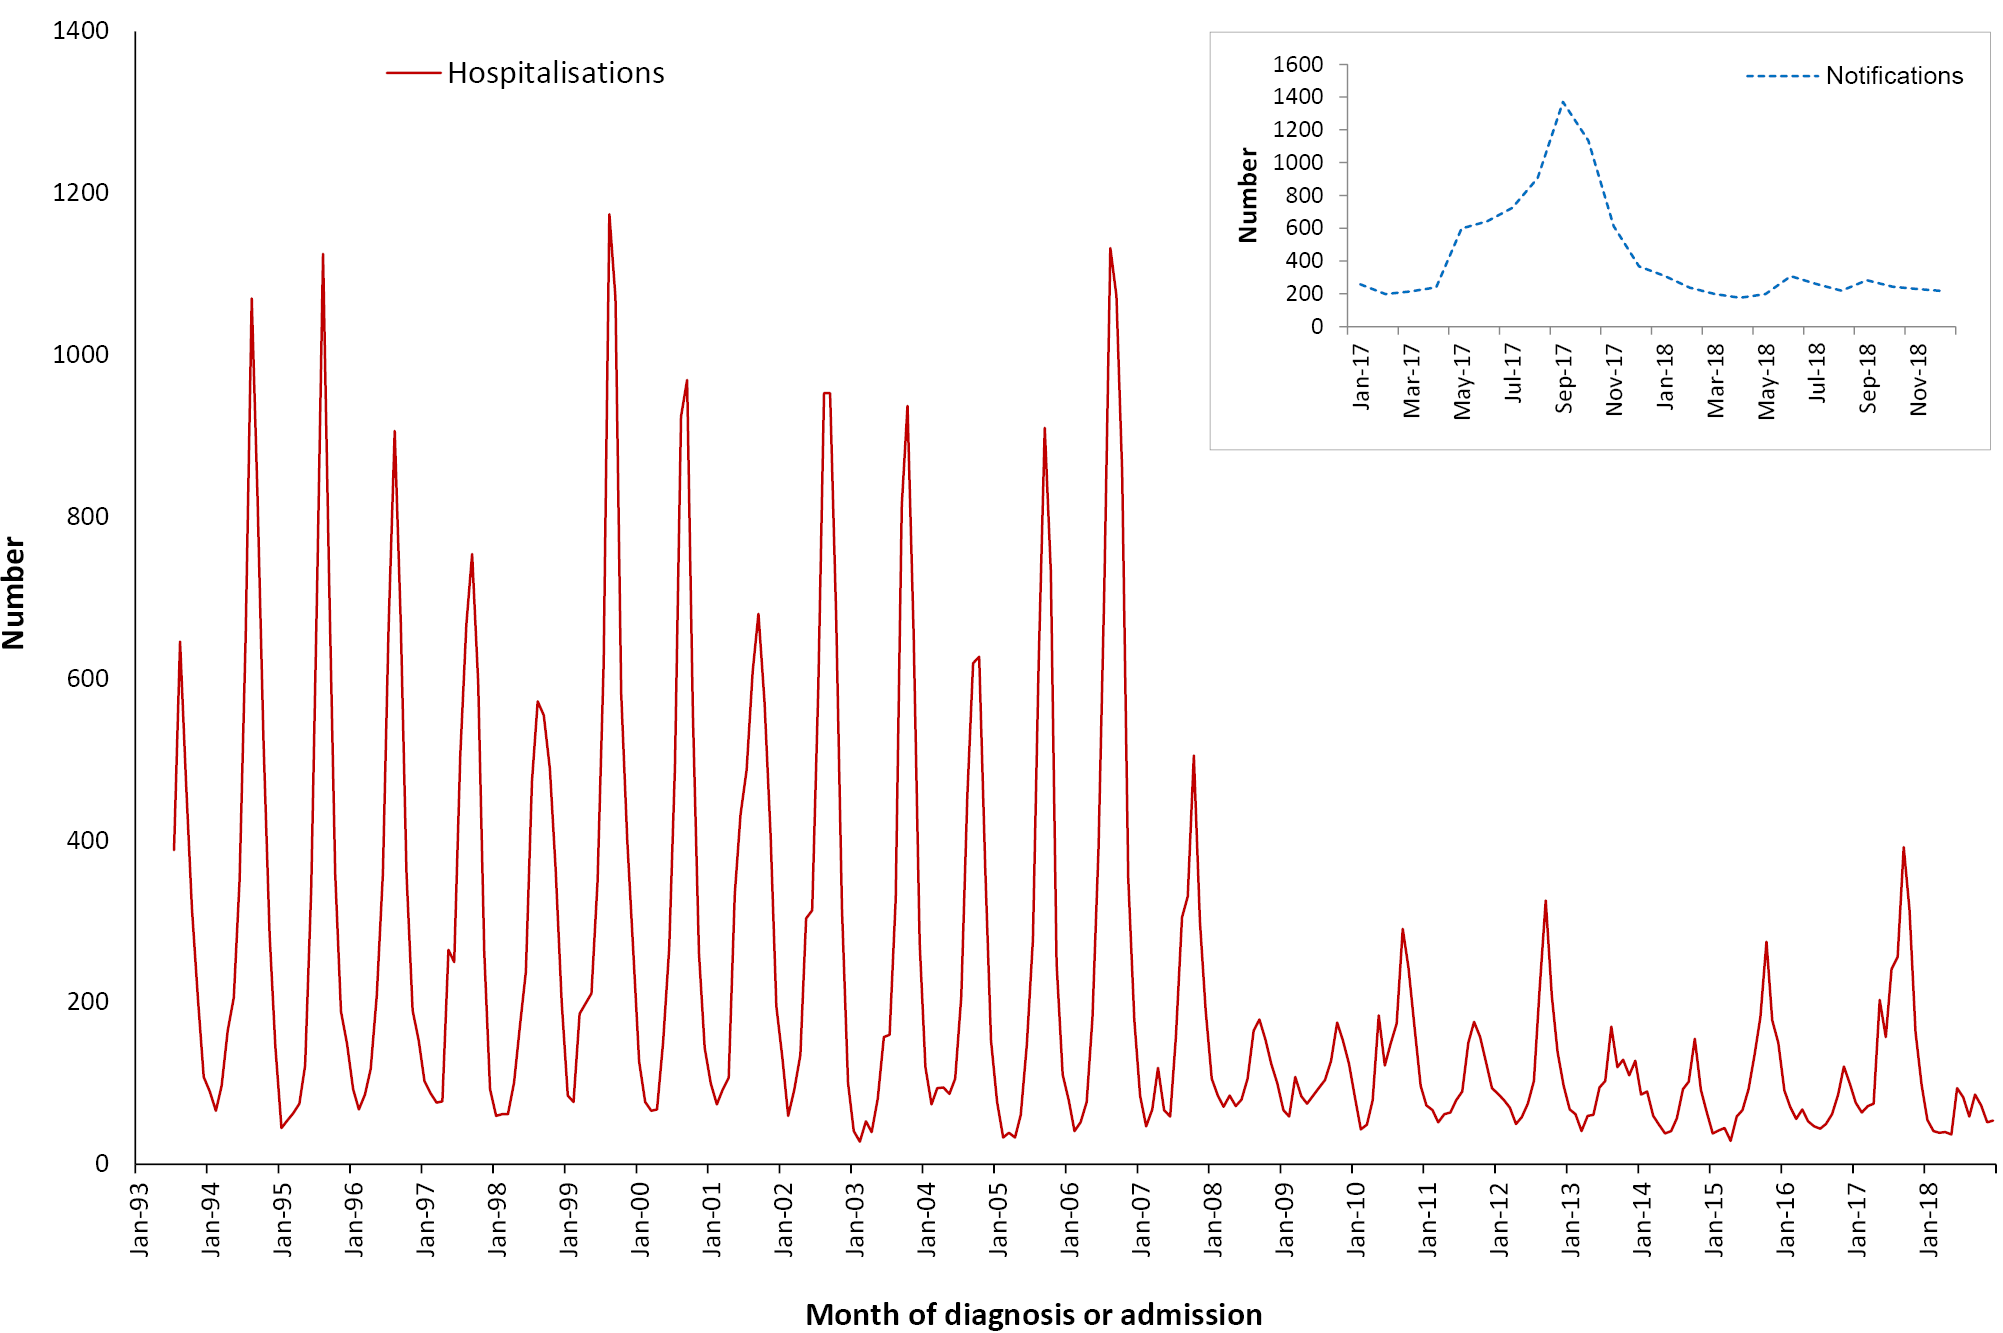 1400
1200
1000
800
600
400
200
0
Number
Hospitalisations
1600
1400
1200
1000
800
600
400
200
0
Number
Notifications
Jan-17
Mar-17
May-17
Jul-17
Sep-17
Nov-17
Jan-18
Mar-18
May-18
Jul-18
Sep-18
Nov-18
Jan-93
Jan-94
Jan-95
Jan-96
Jan-97
Jan-98
Jan-99
Jan-00
Jan-01
Jan-02
Jan-03
Jan-04
Jan-05
Jan-06
Jan-07
Jan-08
Jan-09
Jan-10
Jan-11
Jan-12
Jan-13
Jan-14
Jan-15
Jan-16
Jan-17
Jan-18
Month of diagnosis or admission